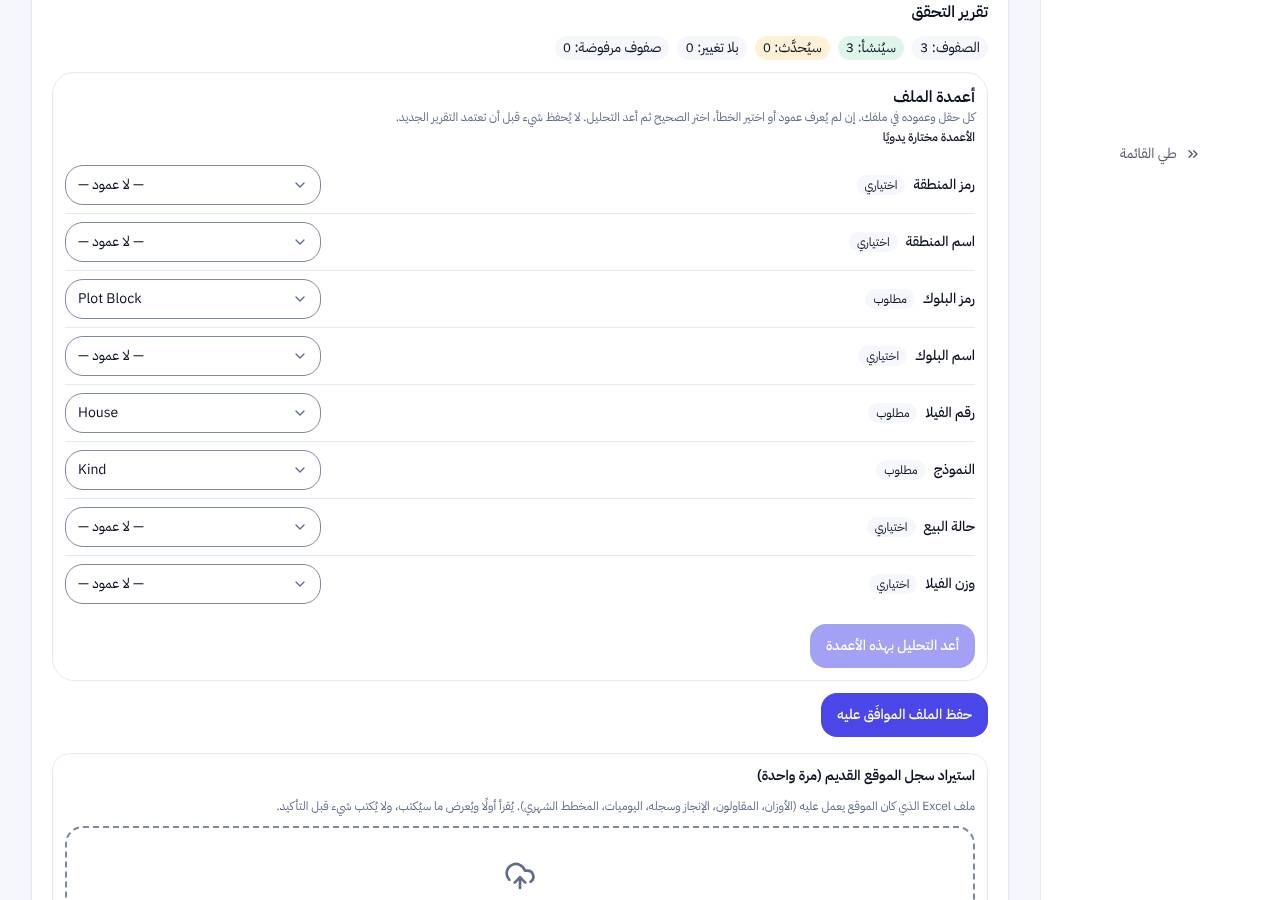 تقرير التحقق
الصفوف: 3 سيُنشأ: 3 سيُحدَّث: 0 بلا تغيير: 0 صفوف مرفوضة: 0
أعمدة الملف
كل حقل وعموده في ملفك. إن لم يُعرف عمود أو اختير الخطأ، اختر الصحيح ثم أعد التحليل. لا يُحفظ شيء قبل أن تعتمد التقرير الجديد.
الأعمدة مختارة يدويًا
طي القائمة
رمز المنطقة اختياري — لا عمود —
اسم المنطقة اختياري — لا عمود —
رمز البلوك مطلوب Plot Block
اسم البلوك اختياري — لا عمود —
رقم الفيلا مطلوب House
النموذج مطلوب Kind
حالة البيع اختياري — لا عمود —
وزن الفيلا اختياري — لا عمود —
أعد التحليل بهذه الأعمدة
حفظ الملف الموافَق عليه
استيراد سجل الموقع القديم (مرة واحدة)
ملف Excel الذي كان الموقع يعمل عليه (الأوزان، المقاولون، الإنجاز وسجله، اليوميات، المخطط الشهري). يُقرأ أولًا ويُعرض ما سيُكتب، ولا يُكتب شيء قبل التأكيد.